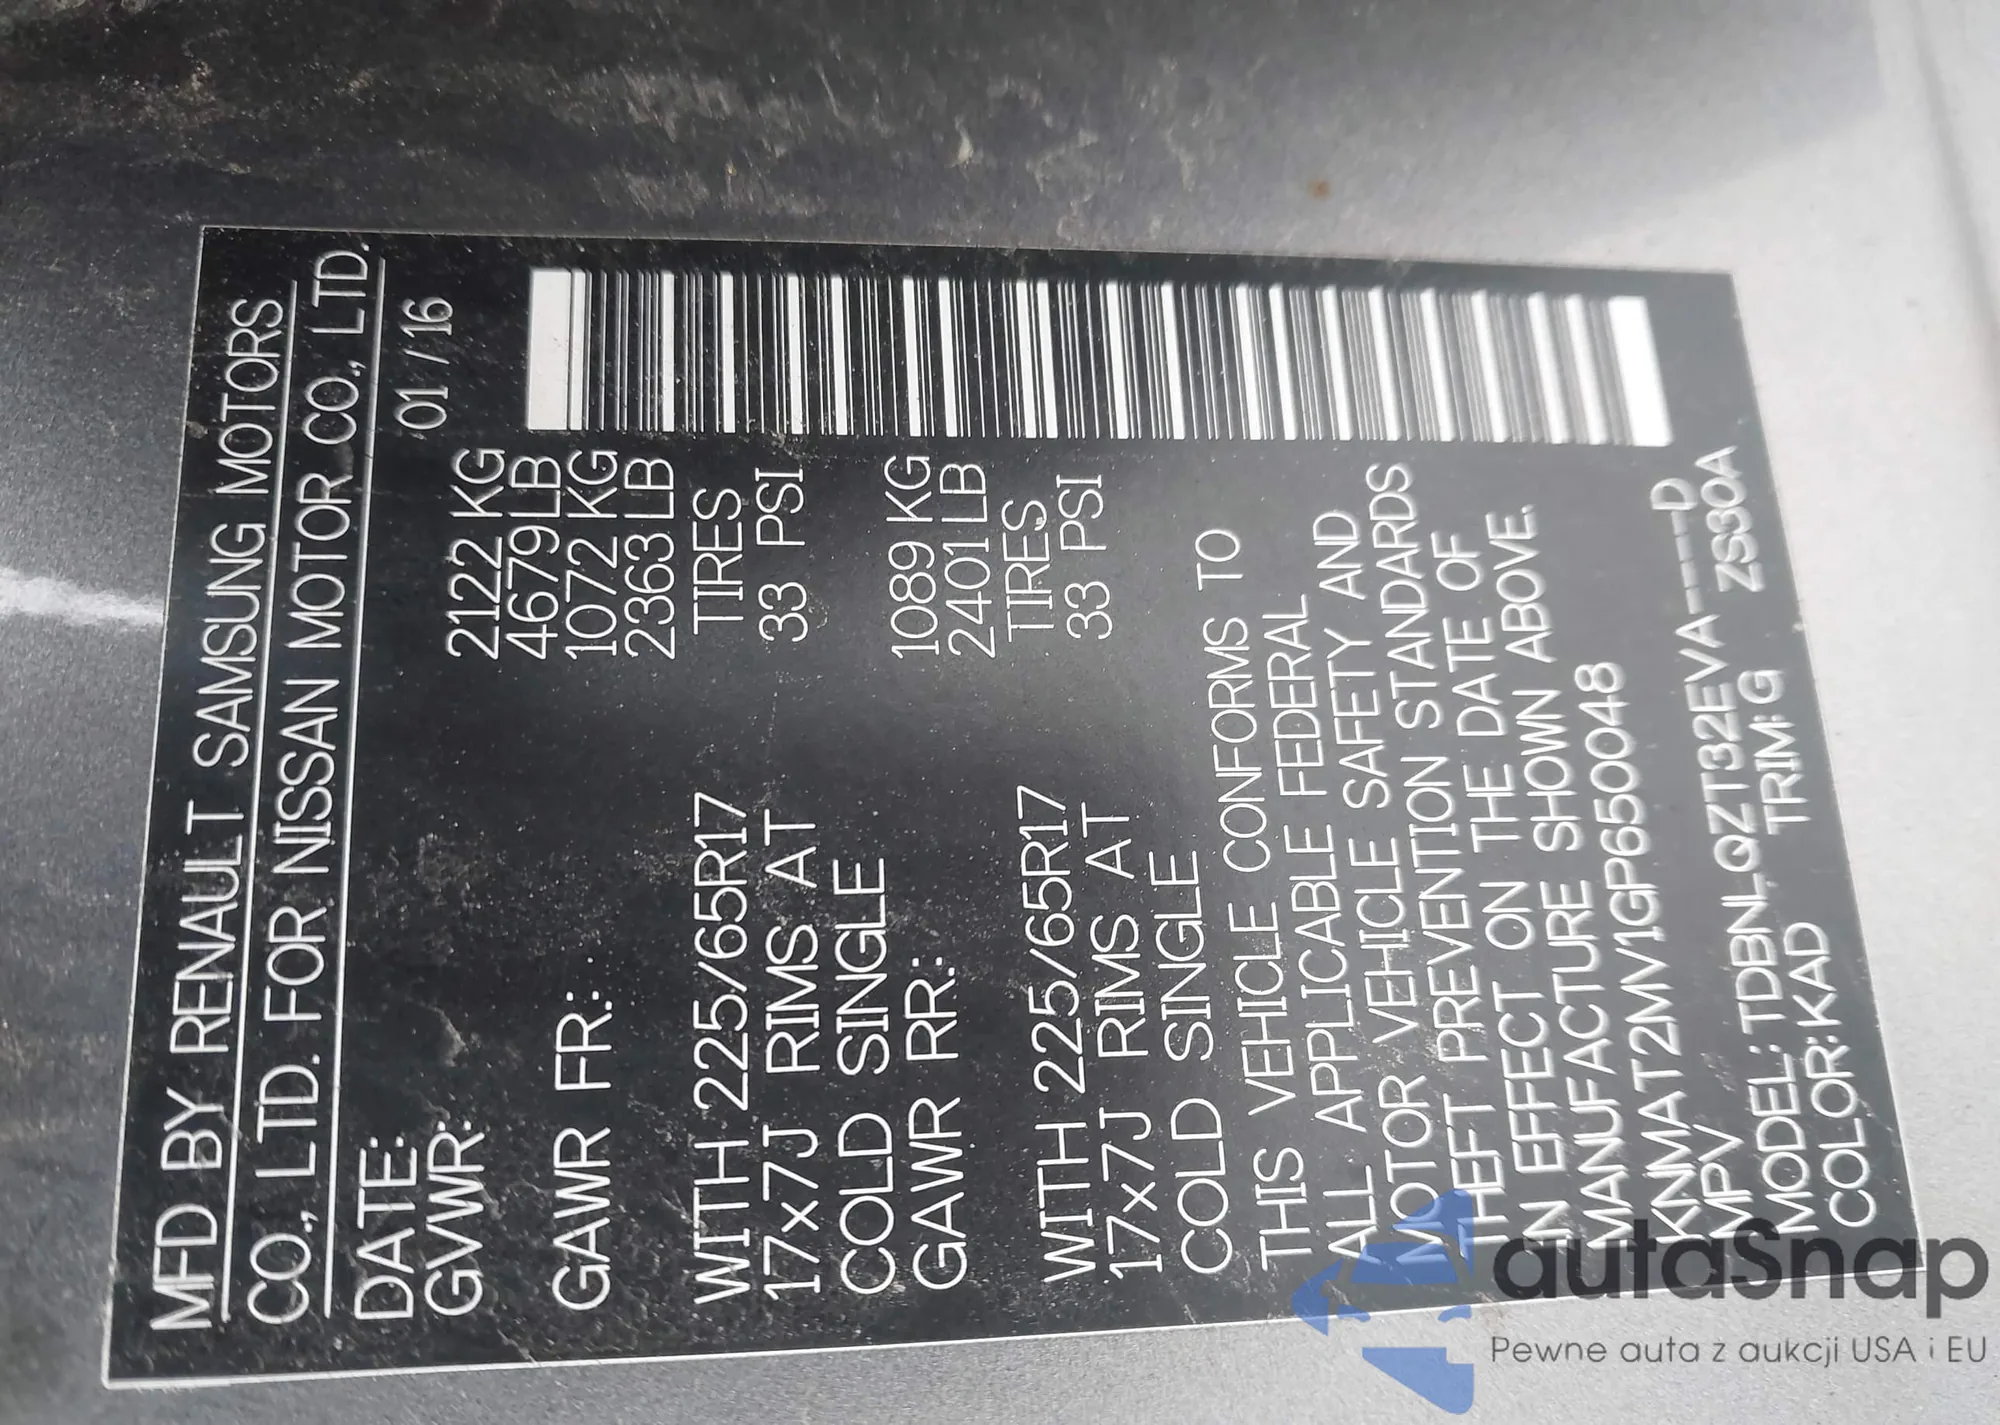 MFD BY RENAULT SAMSUNG MOTORS
CO., LTD. FOR NISSAN MOTOR CO., LTD.
DATE: 01 / 16
GVWR: 2122 KG
4679 LB
GAWR FR.: 1072 KG
2363 LB
WITH 225/65R17 TIRES
17x7J RIMS AT 33 PSI
COLD SINGLE
GAWR RR.: 1089 KG
2401 LB
WITH 225/65R17 TIRES
17x7J RIMS AT 33 PSI
COLD SINGLE
THIS VEHICLE CONFORMS TO
ALL APPLICABLE FEDERAL
MOTOR VEHICLE SAFETY AND
THEFT PREVENTION STANDARDS
IN EFFECT ON THE DATE OF
MANUFACTURE SHOWN ABOVE.
KNMAT2MV1GP650048
MPV
MODEL: TDBNLQZT32EVA----D
COLOR:KAD TRIM:G ZS30A
autaSnap
Pewne auta z aukcji USA i EU